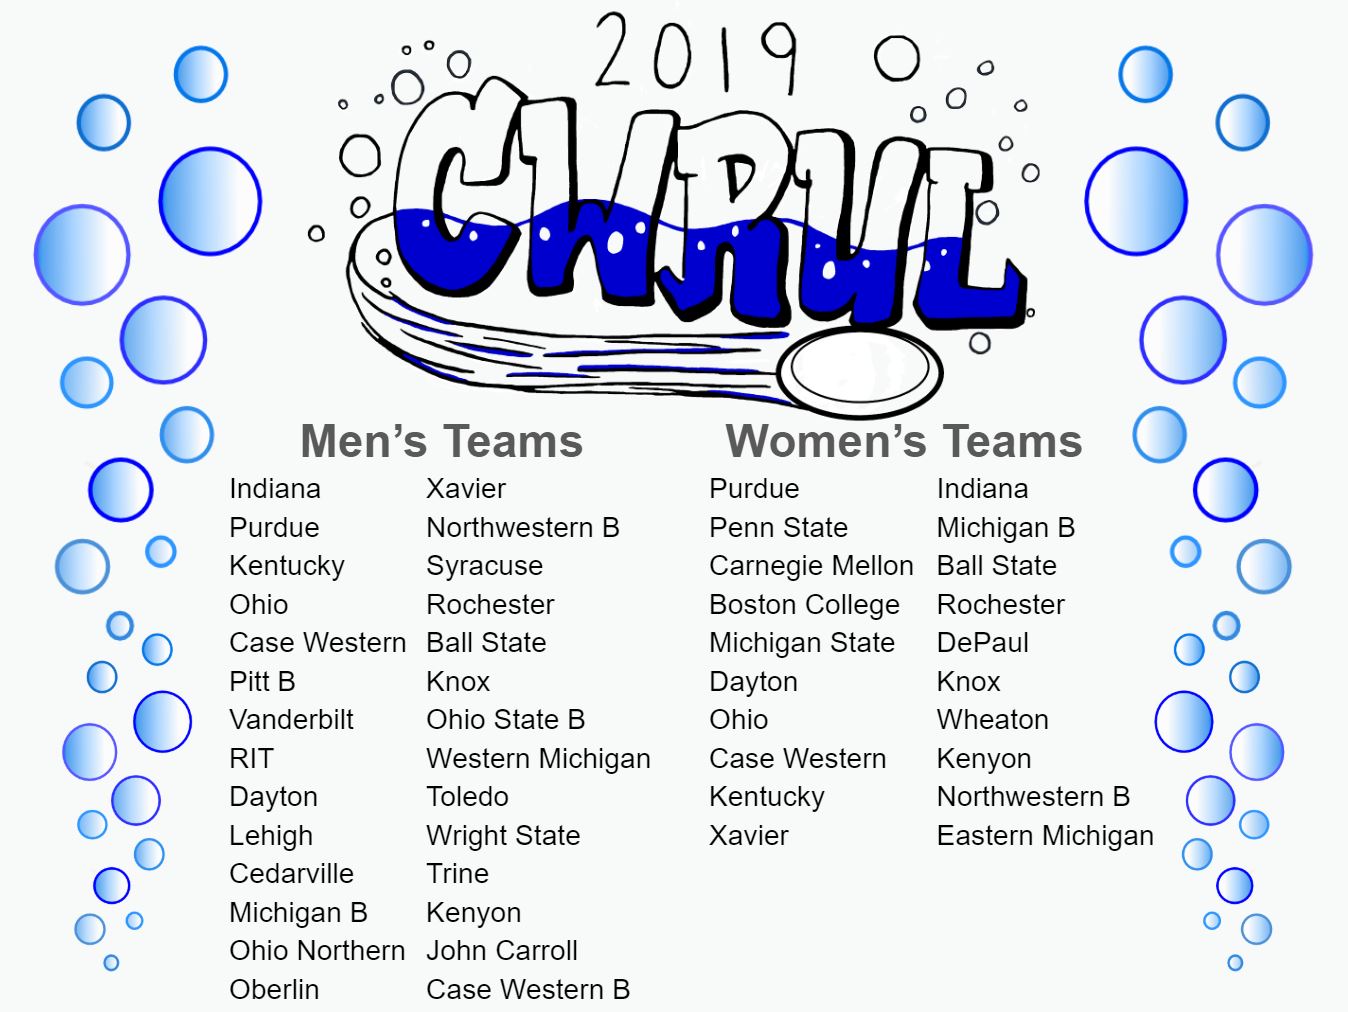 2019
CWRUL
Men's Teams
Indiana
Purdue
Kentucky
Ohio
Case Western
Pitt B
Vanderbilt
RIT
Dayton
Lehigh
Cedarville
Michigan B
Ohio Northern
Oberlin
Xavier
Northwestern B
Syracuse
Rochester
Ball State
Knox
Ohio State B
Western Michigan
Toledo
Wright State
Trine
Kenyon
John Carroll
Case Western B
Women's Teams
Purdue
Penn State
Carnegie Mellon
Boston College
Michigan State
Dayton
Ohio
Case Western
Kentucky
Xavier
Indiana
Michigan B
Ball State
Rochester
DePaul
Knox
Wheaton
Kenyon
Northwestern B
Eastern Michigan